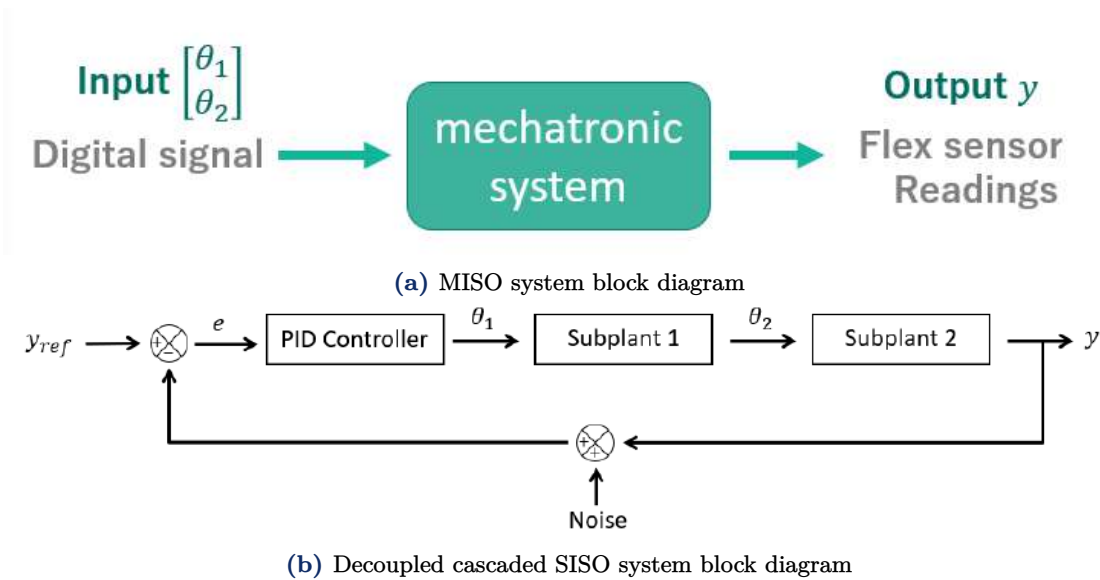 Input [θ₁ θ₂]
Digital signal
mechatronic
system
Output y
Flex sensor
Readings
(a) MISO system block diagram
y_ref
+
−
e
PID Controller
θ₁
Subplant 1
θ₂
Subplant 2
y
+
+
Noise
(b) Decoupled cascaded SISO system block diagram